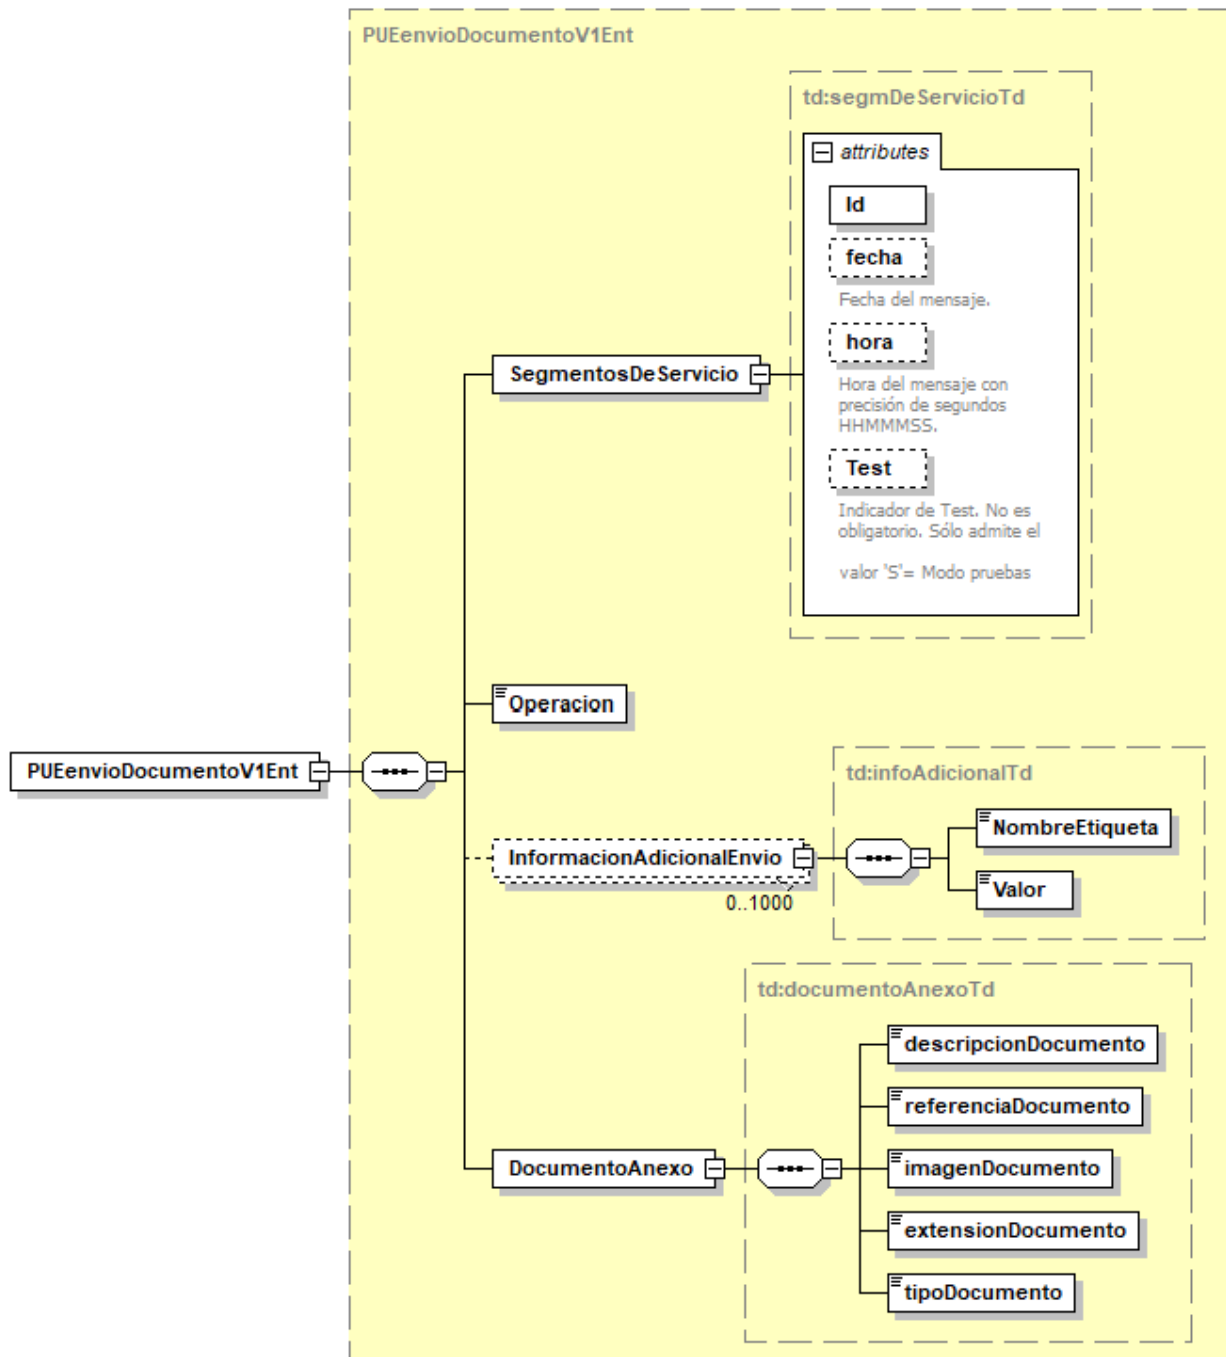 PUEenvioDocumentoV1Ent
td:segmDeServicioTd
attributes
Id
fecha
Fecha del mensaje.
hora
Hora del mensaje con
precisión de segundos
HHMMMSS.
Test
Indicador de Test. No es
obligatorio. Sólo admite el
valor 'S'= Modo pruebas
SegmentosDeServicio
Operacion
PUEenvioDocumentoV1Ent
td:infoAdicionalTd
InformacionAdicionalEnvio
0..1000
NombreEtiqueta
Valor
td:documentoAnexoTd
DocumentoAnexo
descripcionDocumento
referenciaDocumento
imagenDocumento
extensionDocumento
tipoDocumento